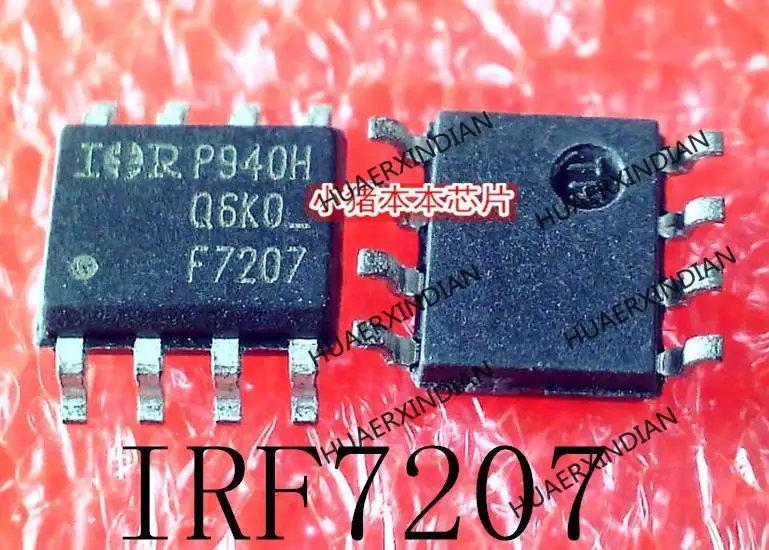 IOR P940H
Q6K0_
F7207
小猪本本芯片
HUAERXINDIAN
HUAERXINDIAN
HUAERXINDIAN
HUAERXINDIAN
HUAERXINDIAN
HUAERXINDIAN
IRF7207